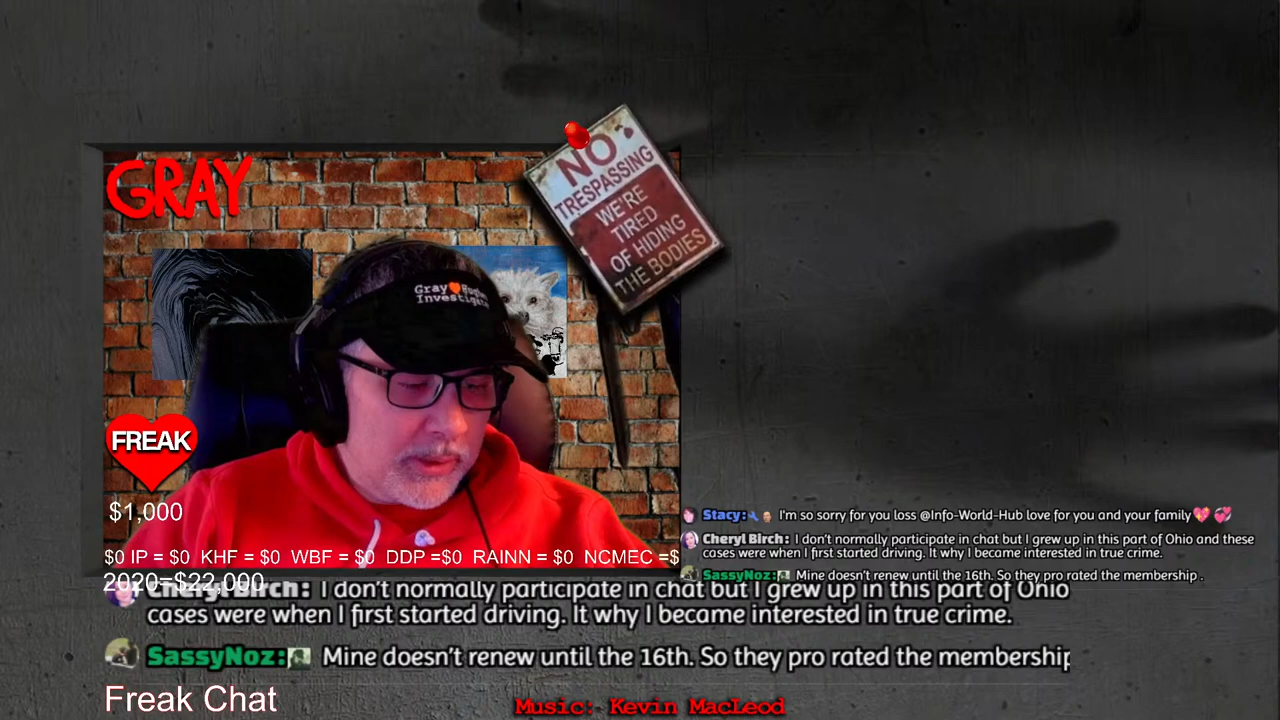 GRAY
NO
TRESPASSING
WE'RE
TIRED
OF HIDING
THE BODIES
Gray Hughes
Investigat
FREAK
$1,000
$0 IP = $0 KHF = $0 WBF = $0 DDP =$0 RAINN = $0 NCMEC =$
2020=$22,000
Stacy: I'm so sorry for you loss @Info-World-Hub love for you and your family
Cheryl Birch: I don't normally participate in chat but I grew up in this part of Ohio and these
cases were when I first started driving. It why I became interested in true crime.
SassyNoz: Mine doesn't renew until the 16th. So they pro rated the membership .
Cheryl Birch: I don't normally participate in chat but I grew up in this part of Ohio
cases were when I first started driving. It why I became interested in true crime.
SassyNoz: Mine doesn't renew until the 16th. So they pro rated the membership
Freak Chat
Music: Kevin MacLeod